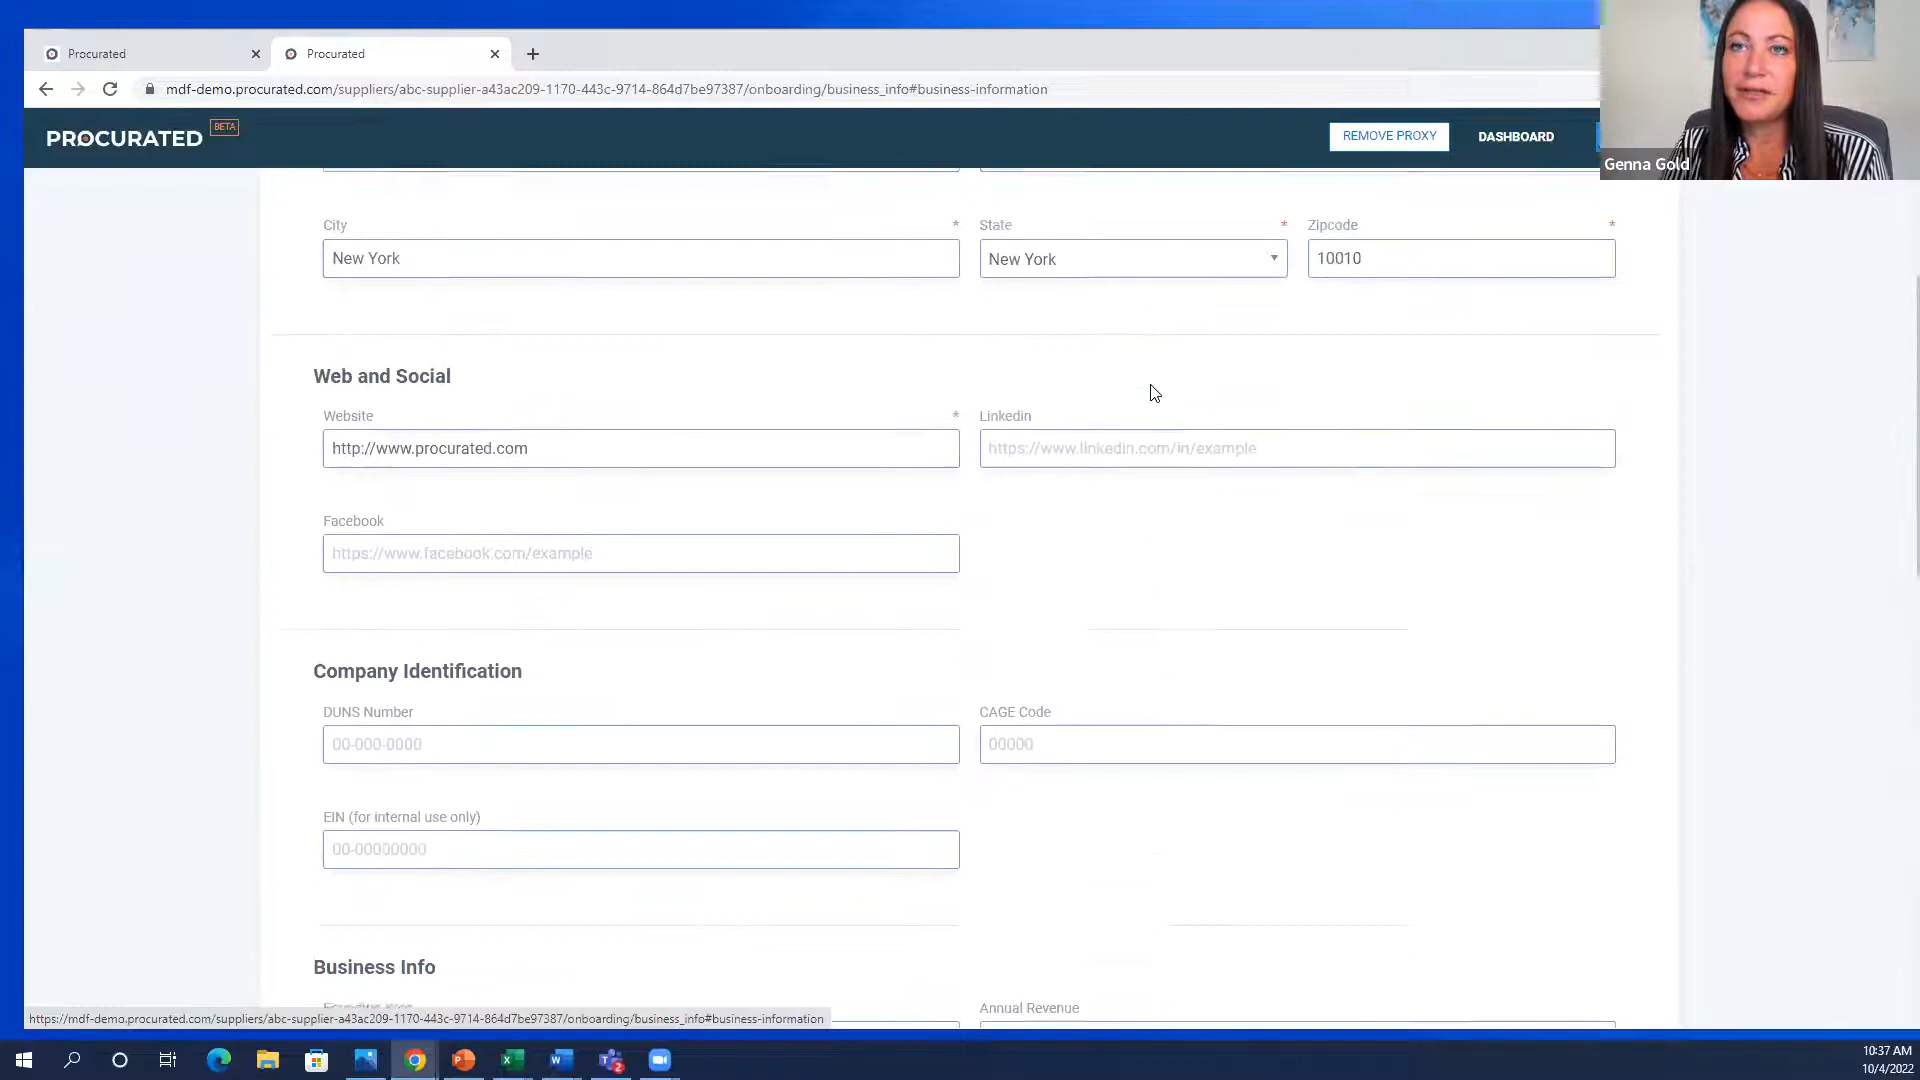 Procurated
Procurated
mdf-demo.procurated.com/suppliers/abc-supplier-a43ac209-1170-443c-9714-864d7be97387/onboarding/business_info#business-information
PROCURATED BETA
REMOVE PROXY
DASHBOARD
Genna Gold
City *
State *
Zipcode *
New York
New York
10010
Web and Social
Website *
Linkedin
http://www.procurated.com
https://www.linkedin.com/in/example
Facebook
https://www.facebook.com/example
Company Identification
DUNS Number
CAGE Code
00-000-0000
00000
EIN (for internal use only)
00-00000000
Business Info
Annual Revenue
https://mdf-demo.procurated.com/suppliers/abc-supplier-a43ac209-1170-443c-9714-864d7be97387/onboarding/business_info#business-information
2
10:37 AM
10/4/2022